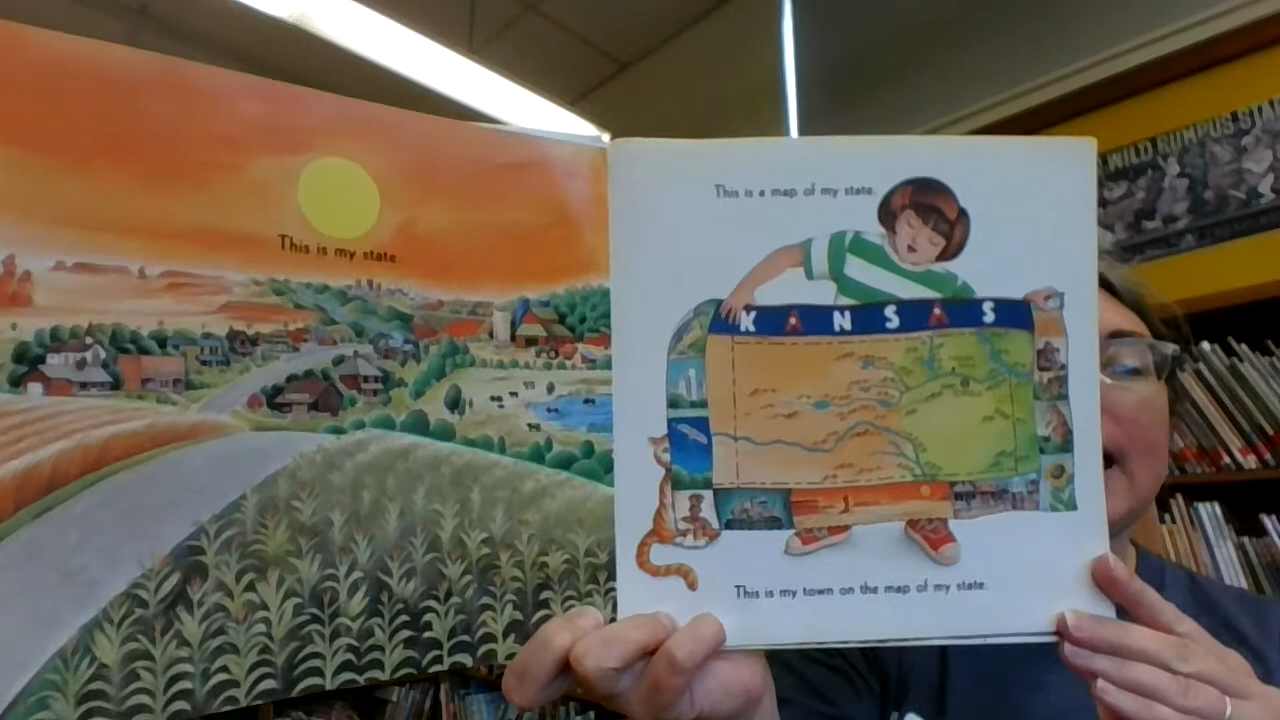 This is my state.
This is a map of my state.
KANSAS
This is my town on the map of my state.
WILD RUMPUS